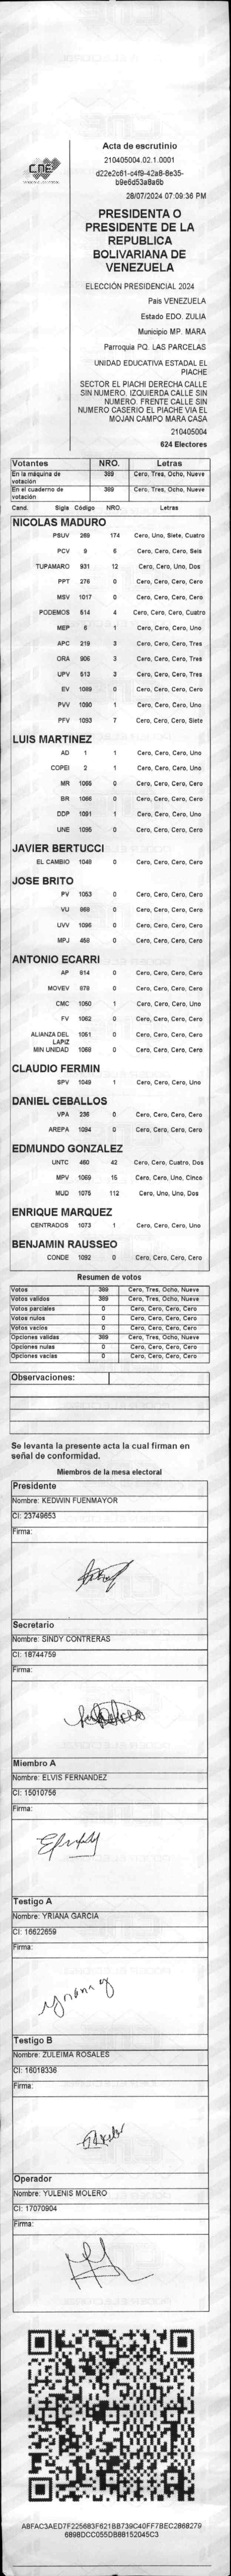 CNE
Acta de escrutinio
210405004.02.1.0001
d22e2c61-c4f9-42a8-8e35-
b9e6d53a8a6b
28/07/2024 07:09:36 PM
PRESIDENTA O
PRESIDENTE DE LA
REPUBLICA
BOLIVARIANA DE
VENEZUELA
ELECCIÓN PRESIDENCIAL 2024
Pais VENEZUELA
Estado EDO. ZULIA
Municipio MP. MARA
Parroquia PQ. LAS PARCELAS
UNIDAD EDUCATIVA ESTADAL EL
PIACHE
SECTOR EL PIACHI DERECHA CALLE
SIN NUMERO. IZQUIERDA CALLE SIN
NUMERO. FRENTE CALLE SIN
NUMERO CASERIO EL PIACHE VIA EL
MOJAN CAMPO MARA CASA
210405004
624 Electores
Votantes NRO. Letras
En la máquina de votación 389 Cero, Tres, Ocho, Nueve
En el cuaderno de votación 389 Cero, Tres, Ocho, Nueve
Cand. Sigla Código NRO. Letras
NICOLAS MADURO
PSUV 269 174 Cero, Uno, Siete, Cuatro
PCV 9 6 Cero, Cero, Cero, Seis
TUPAMARO 931 12 Cero, Cero, Uno, Dos
PPT 276 0 Cero, Cero, Cero, Cero
MSV 1017 0 Cero, Cero, Cero, Cero
PODEMOS 514 4 Cero, Cero, Cero, Cuatro
MEP 6 1 Cero, Cero, Cero, Uno
APC 219 3 Cero, Cero, Cero, Tres
ORA 906 3 Cero, Cero, Cero, Tres
UPV 513 3 Cero, Cero, Cero, Tres
EV 1089 0 Cero, Cero, Cero, Cero
PVV 1090 1 Cero, Cero, Cero, Uno
PFV 1093 7 Cero, Cero, Cero, Siete
LUIS MARTINEZ
AD 1 1 Cero, Cero, Cero, Uno
COPEI 2 1 Cero, Cero, Cero, Uno
MR 1065 0 Cero, Cero, Cero, Cero
BR 1066 0 Cero, Cero, Cero, Cero
DDP 1091 1 Cero, Cero, Cero, Uno
UNE 1095 0 Cero, Cero, Cero, Cero
JAVIER BERTUCCI
EL CAMBIO 1048 0 Cero, Cero, Cero, Cero
JOSE BRITO
PV 1053 0 Cero, Cero, Cero, Cero
VU 969 0 Cero, Cero, Cero, Cero
UVV 1096 0 Cero, Cero, Cero, Cero
MPJ 458 0 Cero, Cero, Cero, Cero
ANTONIO ECARRI
AP 814 0 Cero, Cero, Cero, Cero
MOVEV 978 0 Cero, Cero, Cero, Cero
CMC 1050 1 Cero, Cero, Cero, Uno
FV 1062 0 Cero, Cero, Cero, Cero
ALIANZA DEL LAPIZ 1051 0 Cero, Cero, Cero, Cero
MIN UNIDAD 1069 0 Cero, Cero, Cero, Cero
CLAUDIO FERMIN
SPV 1049 1 Cero, Cero, Cero, Uno
DANIEL CEBALLOS
VPA 236 0 Cero, Cero, Cero, Cero
AREPA 1094 0 Cero, Cero, Cero, Cero
EDMUNDO GONZALEZ
UNTC 460 42 Cero, Cero, Cuatro, Dos
MPV 1069 15 Cero, Cero, Uno, Cinco
MUD 1075 112 Cero, Uno, Uno, Dos
ENRIQUE MARQUEZ
CENTRADOS 1073 1 Cero, Cero, Cero, Uno
BENJAMIN RAUSSEO
CONDE 1092 0 Cero, Cero, Cero, Cero
Resumen de votos
Votos 389 Cero, Tres, Ocho, Nueve
Votos validos 389 Cero, Tres, Ocho, Nueve
Votos parciales 0 Cero, Cero, Cero, Cero
Votos nulos 0 Cero, Cero, Cero, Cero
Votos vacios 0 Cero, Cero, Cero, Cero
Opciones validas 389 Cero, Tres, Ocho, Nueve
Opciones nulas 0 Cero, Cero, Cero, Cero
Opciones vacias 0 Cero, Cero, Cero, Cero
Observaciones:
Se levanta la presente acta la cual firman en
señal de conformidad.
Miembros de la mesa electoral
Presidente
Nombre: KEDWIN FUENMAYOR
CI: 23749653
Firma:
Secretario
Nombre: SINDY CONTRERAS
CI: 18744759
Firma:
Miembro A
Nombre: ELVIS FERNANDEZ
CI: 15010756
Firma:
Testigo A
Nombre: YRIANA GARCIA
CI: 16622659
Firma:
Testigo B
Nombre: ZULEIMA ROSALES
CI: 16018336
Firma:
Operador
Nombre: YULENIS MOLERO
CI: 17070904
Firma:
A8FAC3AED7F225683F621BB739C40FF7BEC2868279
6898DCC055DB88152045C3